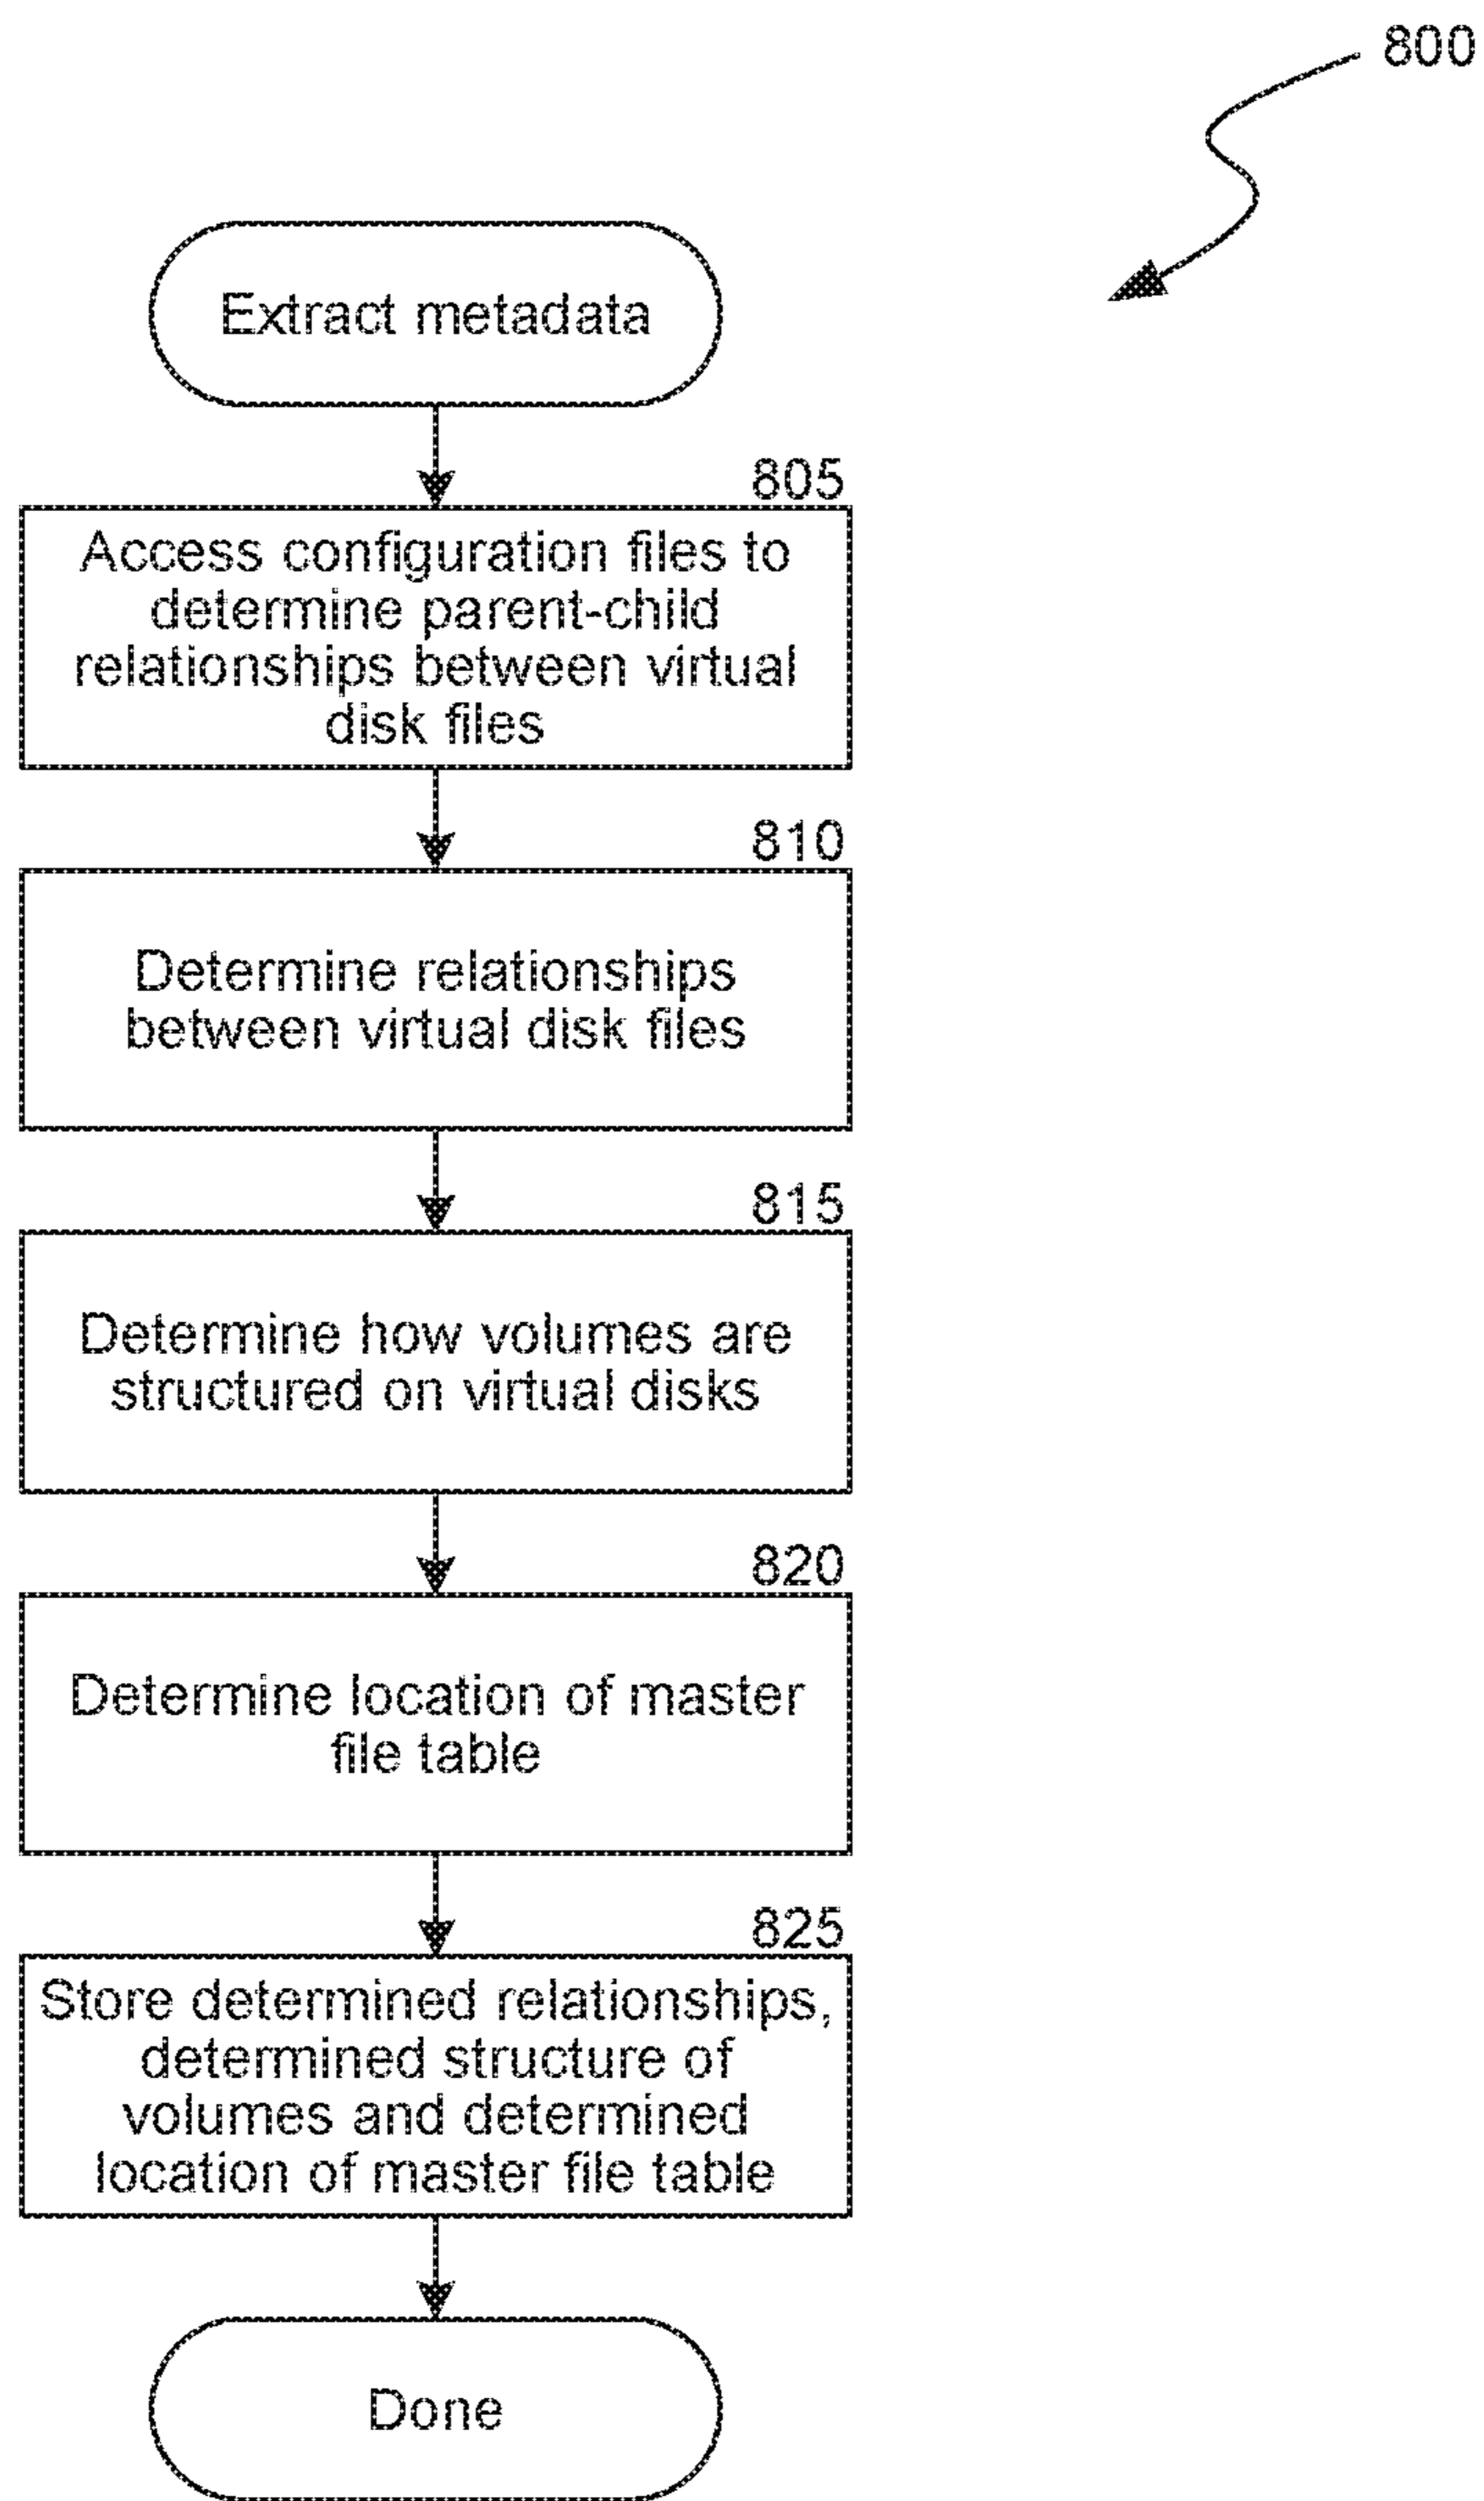 800
Extract metadata
805
Access configuration files to
determine parent-child
relationships between virtual
disk files
810
Determine relationships
between virtual disk files
815
Determine how volumes are
structured on virtual disks
820
Determine location of master
file table
825
Store determined relationships,
determined structure of
volumes and determined
location of master file table
Done